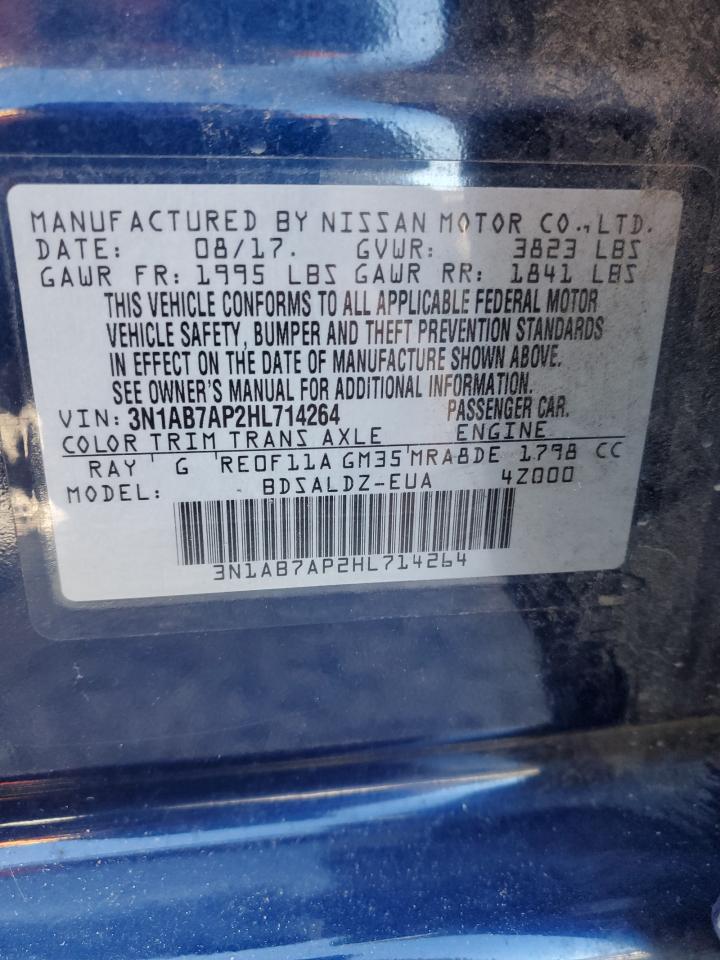 MANUFACTURED BY NISSAN MOTOR CO., LTD.
DATE: 08/17. GVWR: 3823 LBS
GAWR FR: 1995 LBS GAWR RR: 1841 LBS
THIS VEHICLE CONFORMS TO ALL APPLICABLE FEDERAL MOTOR
VEHICLE SAFETY, BUMPER AND THEFT PREVENTION STANDARDS
IN EFFECT ON THE DATE OF MANUFACTURE SHOWN ABOVE.
SEE OWNER'S MANUAL FOR ADDITIONAL INFORMATION.
VIN: 3N1AB7AP2HL714264 PASSENGER CAR.
COLOR TRIM TRANS AXLE ENGINE
RAY G RE0F11A GM35 MRA8DE 1798 CC
MODEL: BDSALDZ-EUA 4Z000
3N1AB7AP2HL714264